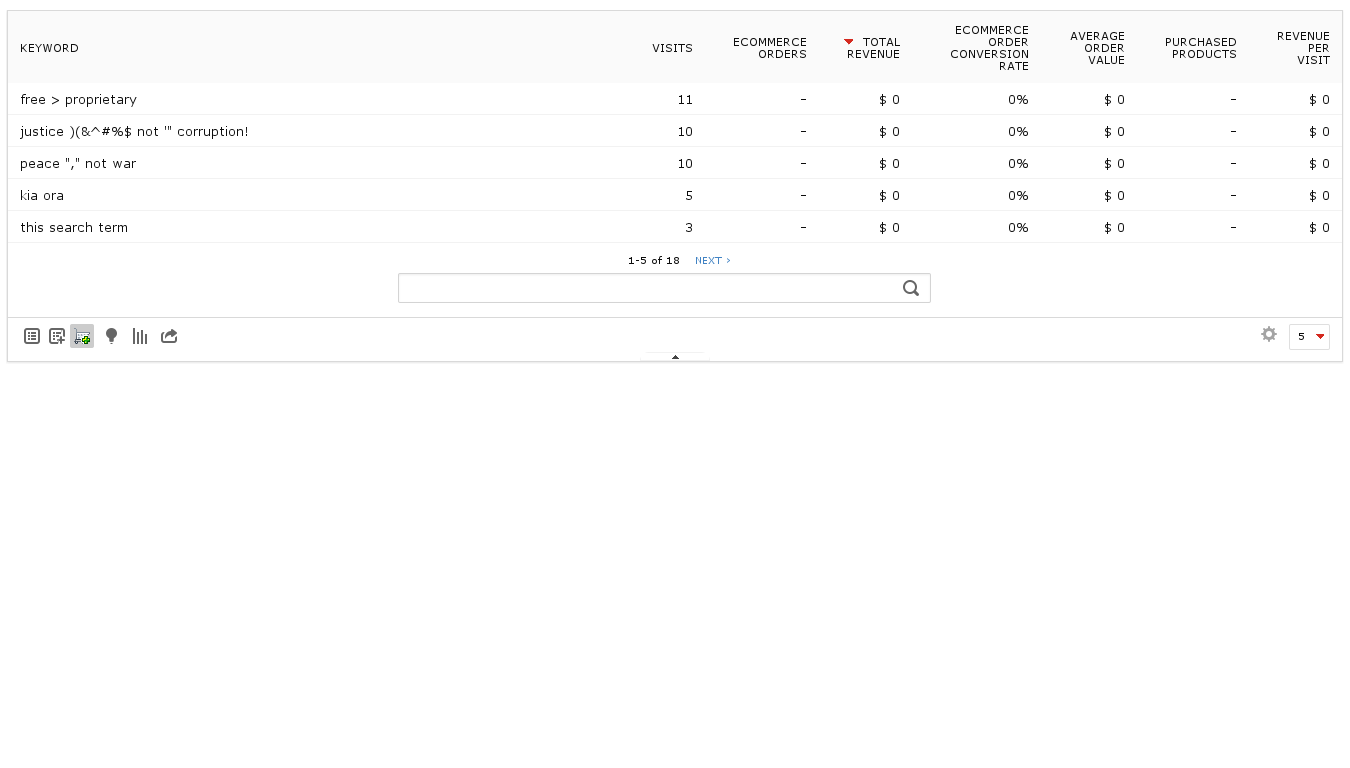 KEYWORD VISITS ECOMMERCE ORDERS TOTAL REVENUE ECOMMERCE ORDER CONVERSION RATE AVERAGE ORDER VALUE PURCHASED PRODUCTS REVENUE PER VISIT
free > proprietary 11 - $ 0 0% $ 0 - $ 0
justice )(&^#%$ not '" corruption! 10 - $ 0 0% $ 0 - $ 0
peace "," not war 10 - $ 0 0% $ 0 - $ 0
kia ora 5 - $ 0 0% $ 0 - $ 0
this search term 3 - $ 0 0% $ 0 - $ 0
1-5 of 18 NEXT ›
5